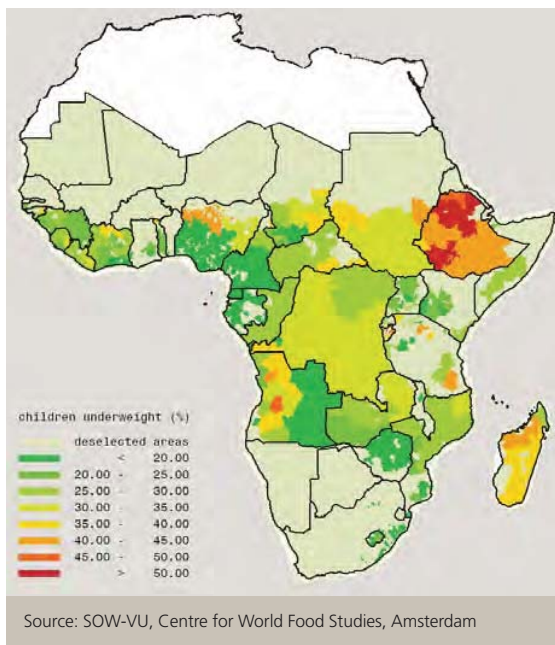 children underweight (%)
deselected areas
< 20.00
20.00 - 25.00
25.00 - 30.00
30.00 - 35.00
35.00 - 40.00
40.00 - 45.00
45.00 - 50.00
> 50.00
Source: SOW-VU, Centre for World Food Studies, Amsterdam